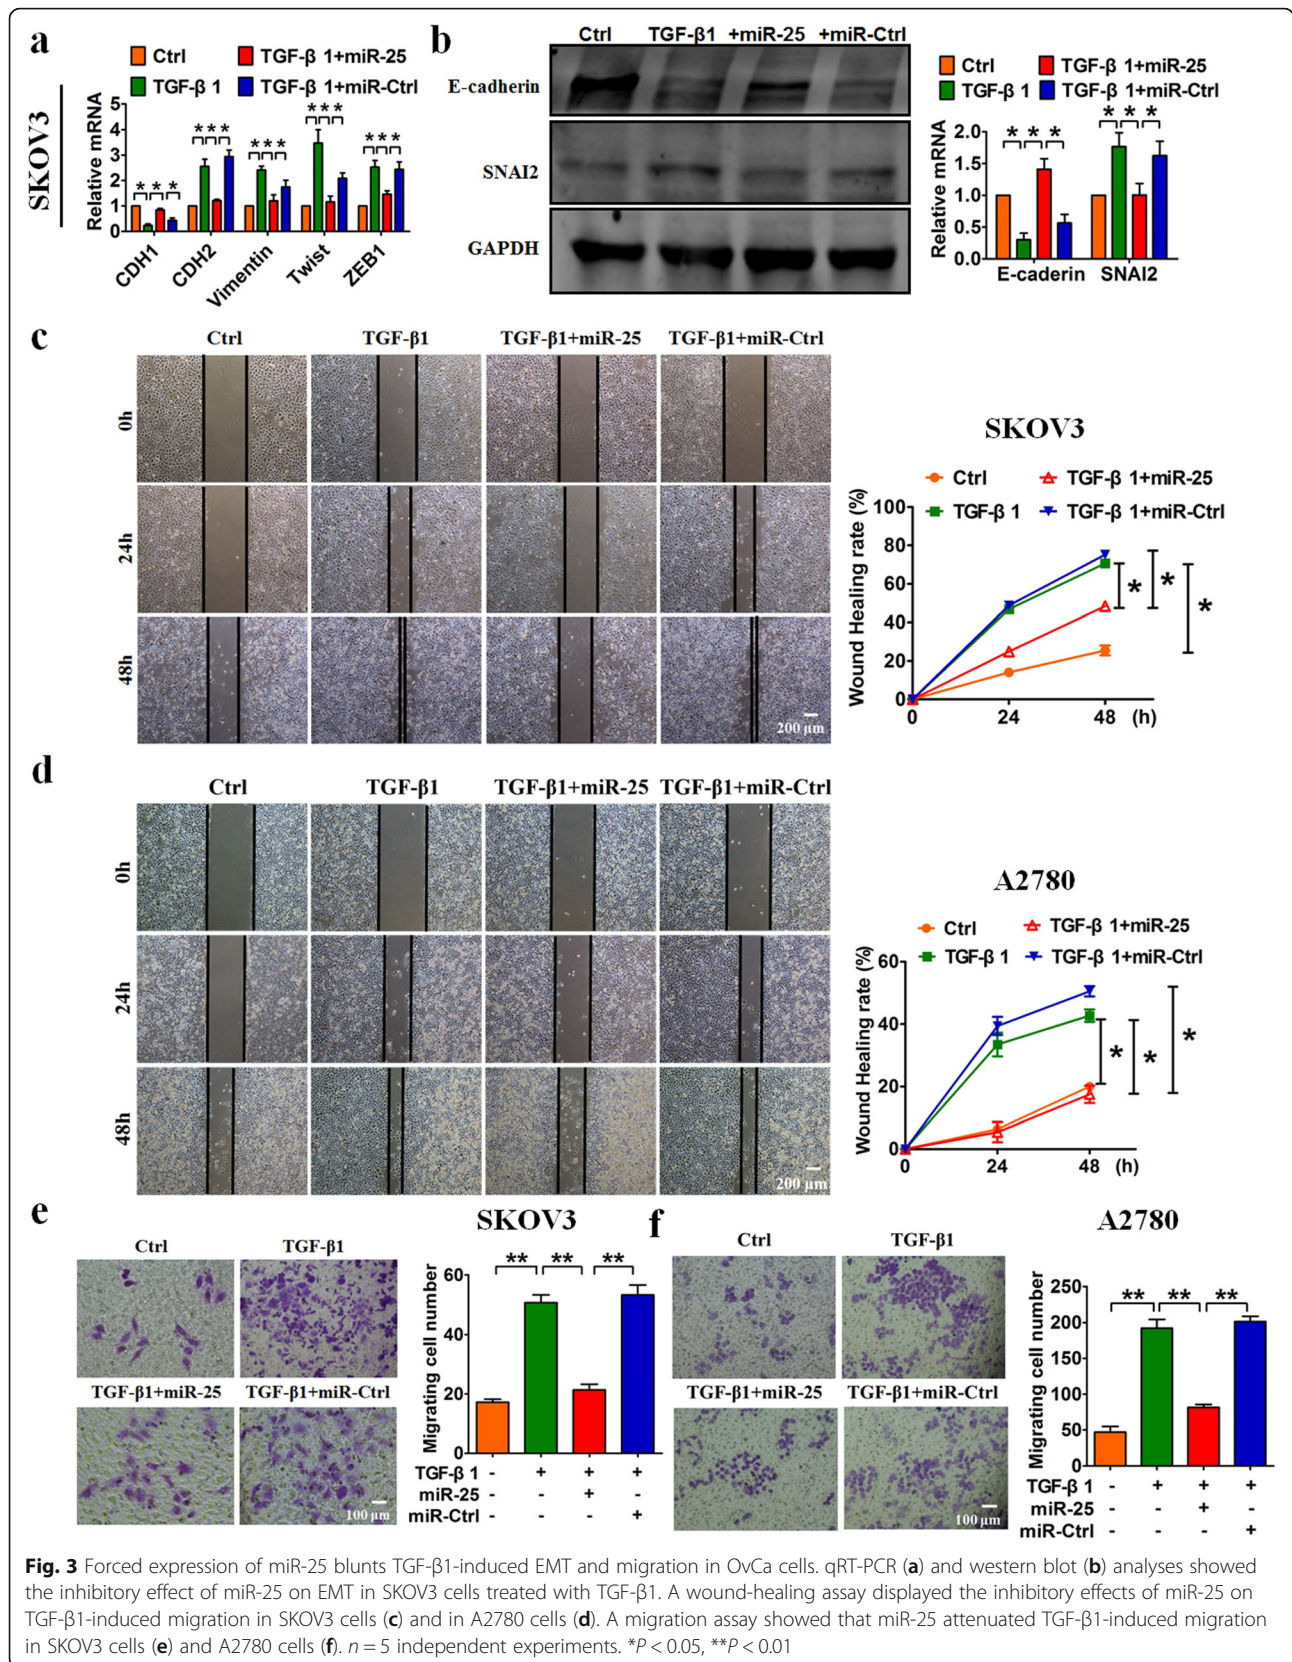 a
SKOV3
Ctrl
TGF-β 1+miR-25
TGF-β 1
TGF-β 1+miR-Ctrl
Relative mRNA
5
4
3
2
1
0
* * *
* * *
* * *
* * *
* * *
CDH1
CDH2
Vimentin
Twist
ZEB1
b
Ctrl TGF-β1 +miR-25 +miR-Ctrl
E-cadherin
SNAI2
GAPDH
Ctrl
TGF-β 1+miR-25
TGF-β 1
TGF-β 1+miR-Ctrl
Relative mRNA
2.0
1.5
1.0
0.5
0.0
* * *
* * *
E-caderin SNAI2
c
Ctrl TGF-β1 TGF-β1+miR-25 TGF-β1+miR-Ctrl
0h
24h
48h
200 μm
SKOV3
Ctrl
TGF-β 1+miR-25
TGF-β 1
TGF-β 1+miR-Ctrl
Wound Healing rate (%)
100
80
60
40
20
0
* * *
0 24 48 (h)
d
Ctrl TGF-β1 TGF-β1+miR-25 TGF-β1+miR-Ctrl
0h
24h
48h
200 μm
A2780
Ctrl
TGF-β 1+miR-25
TGF-β 1
TGF-β 1+miR-Ctrl
Wound Healing rate (%)
60
40
20
0
* * *
0 24 48 (h)
e
SKOV3
Ctrl TGF-β1
TGF-β1+miR-25 TGF-β1+miR-Ctrl
100 μm
Migrating cell number
60
40
20
0
** ** **
TGF-β 1 - + + +
miR-25 - - + -
miR-Ctrl - - - +
f
A2780
Ctrl TGF-β1
TGF-β1+miR-25 TGF-β1+miR-Ctrl
100 μm
Migrating cell number
250
200
150
100
50
0
** ** **
TGF-β 1 - + + +
miR-25 - - + -
miR-Ctrl - - - +
Fig. 3 Forced expression of miR-25 blunts TGF-β1-induced EMT and migration in OvCa cells. qRT-PCR (a) and western blot (b) analyses showed
the inhibitory effect of miR-25 on EMT in SKOV3 cells treated with TGF-β1. A wound-healing assay displayed the inhibitory effects of miR-25 on
TGF-β1-induced migration in SKOV3 cells (c) and in A2780 cells (d). A migration assay showed that miR-25 attenuated TGF-β1-induced migration
in SKOV3 cells (e) and A2780 cells (f). n = 5 independent experiments. *P < 0.05, **P < 0.01